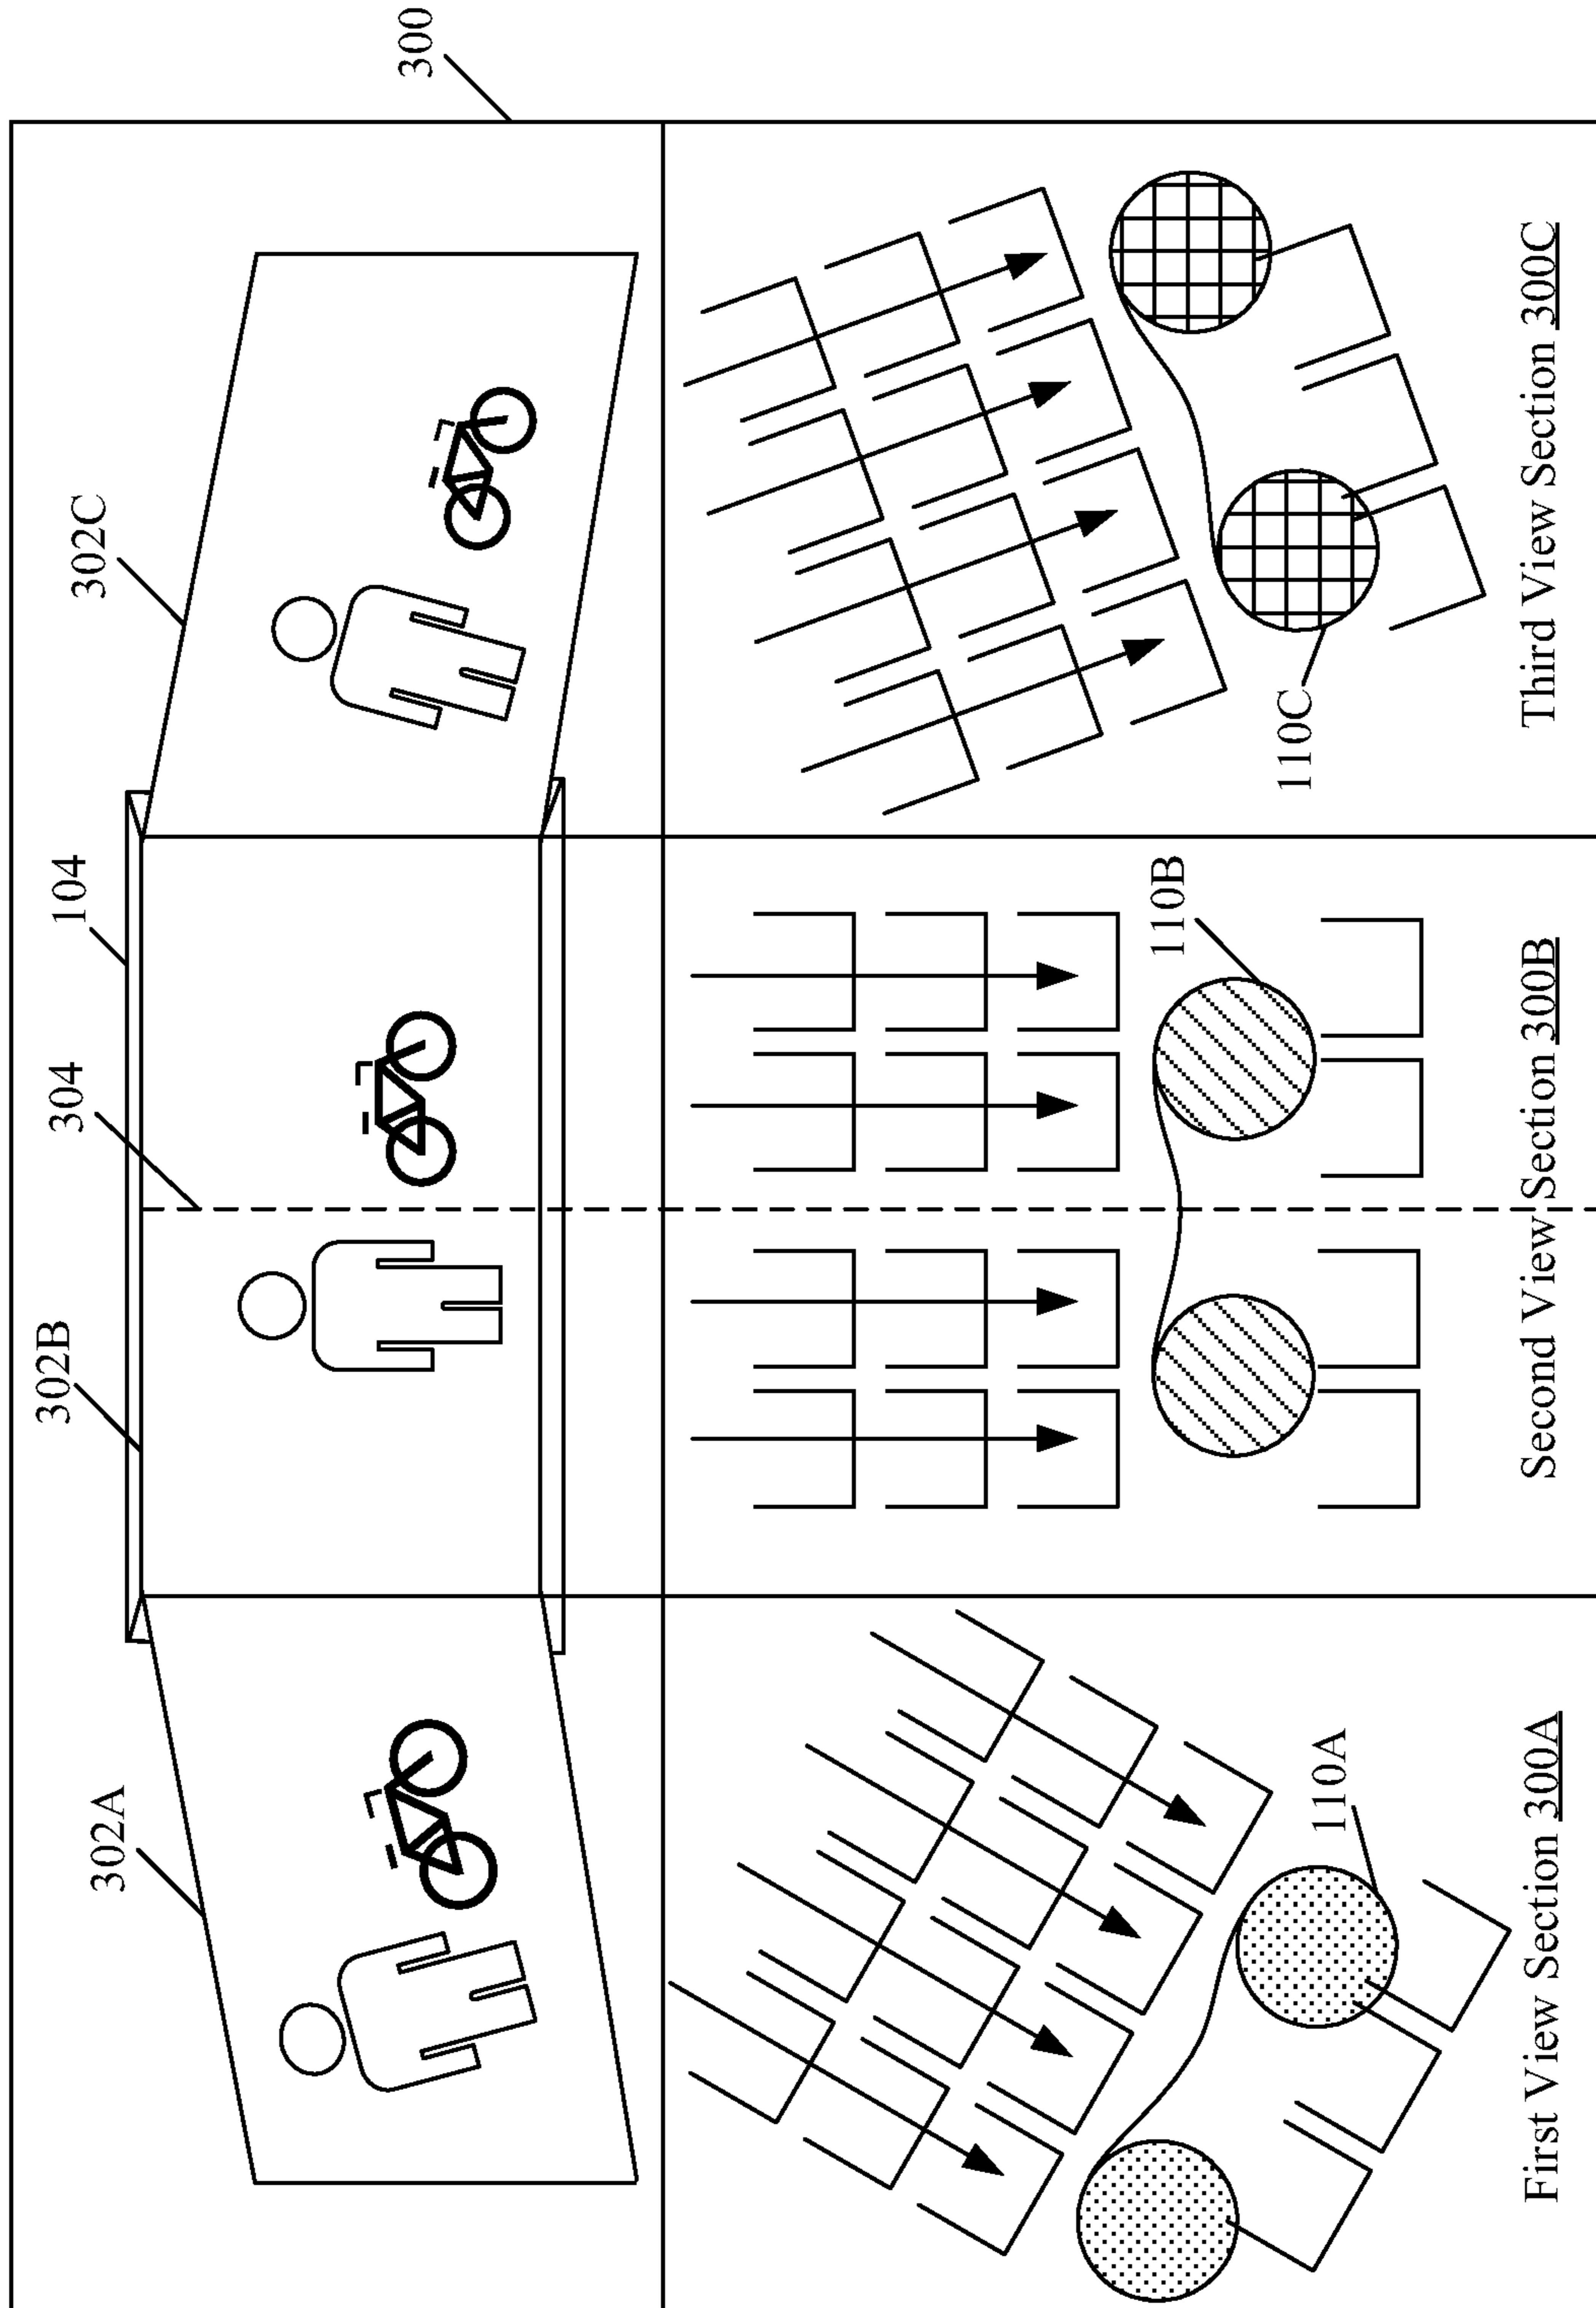 300
302C
104
304
302B
302A
110A
110B
110C
First View Section 300A
Second View Section 300B
Third View Section 300C